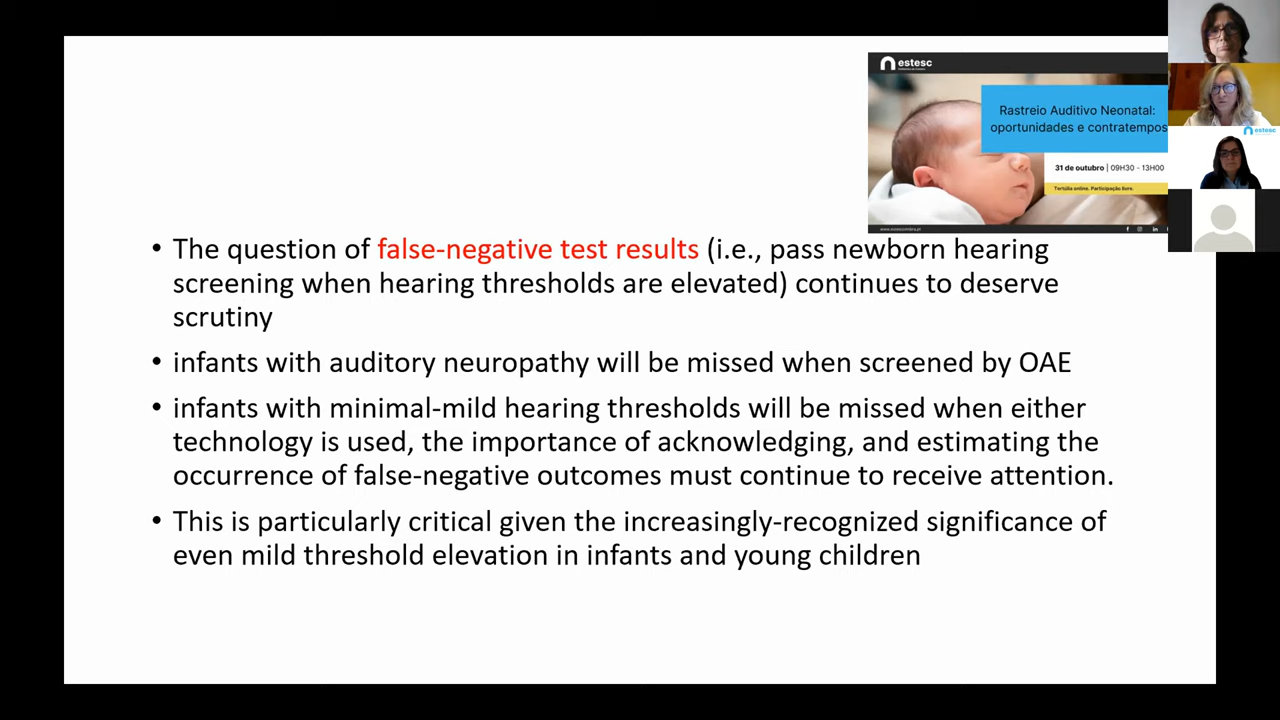 estesc
Rastreio Auditivo Neonatal:
oportunidades e contratempos
31 de outubro | 09H30 - 13H00
Tertúlia online. Participação livre.
www.estescoimbra.pt
estesc
• The question of false-negative test results (i.e., pass newborn hearing
screening when hearing thresholds are elevated) continues to deserve
scrutiny
• infants with auditory neuropathy will be missed when screened by OAE
• infants with minimal-mild hearing thresholds will be missed when either
technology is used, the importance of acknowledging, and estimating the
occurrence of false-negative outcomes must continue to receive attention.
• This is particularly critical given the increasingly-recognized significance of
even mild threshold elevation in infants and young children